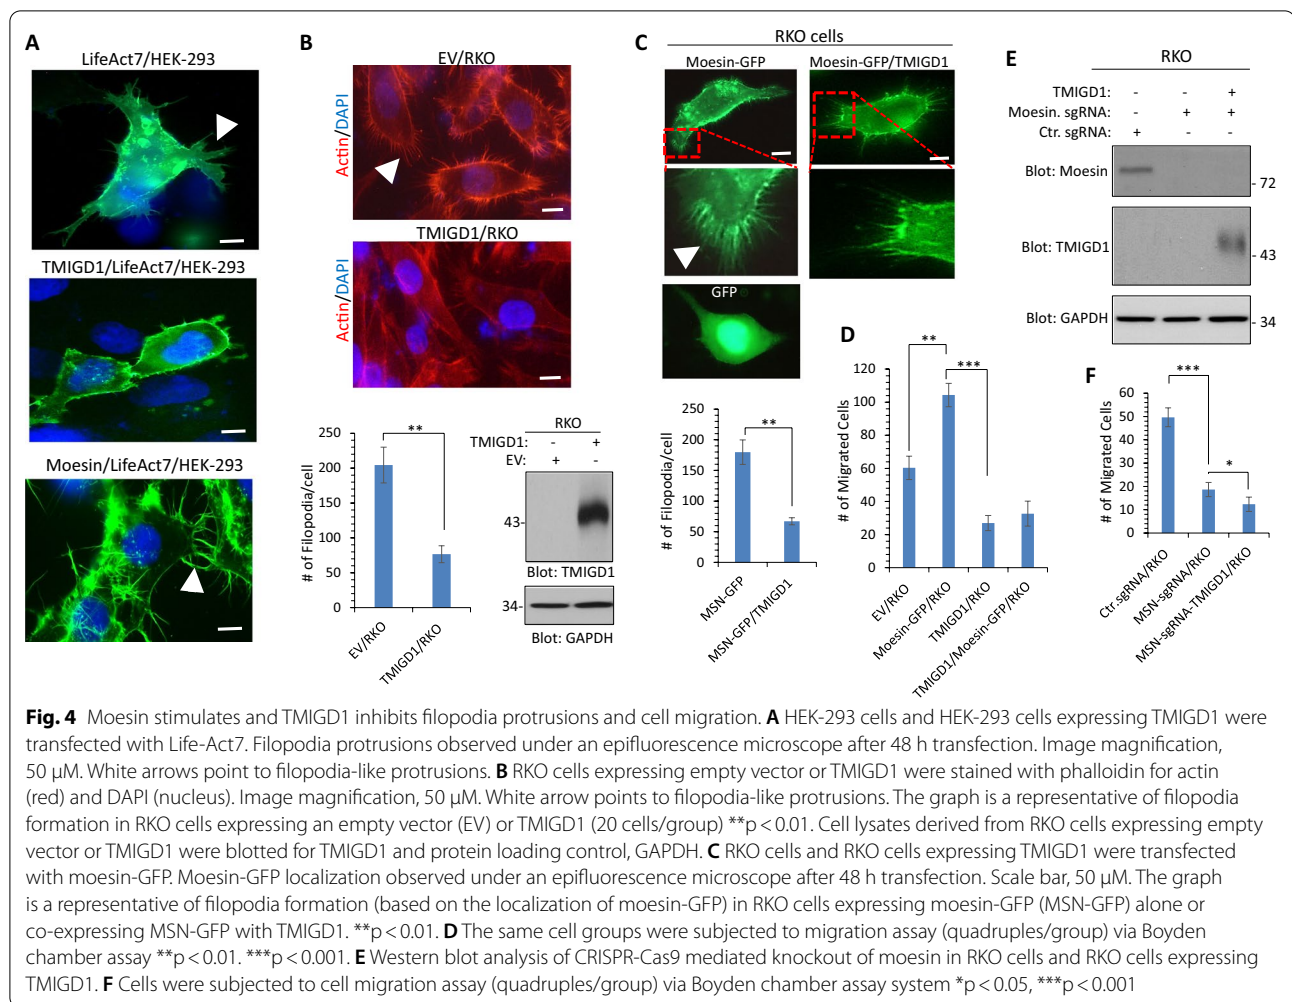 A
LifeAct7/HEK-293
TMIGD1/LifeAct7/HEK-293
Moesin/LifeAct7/HEK-293
B
EV/RKO
Actin/DAPI
TMIGD1/RKO
Actin/DAPI
# of Filopodia/cell
250
200
150
100
50
0
**
EV/RKO
TMIGD1/RKO
RKO
TMIGD1: - +
EV: + -
43-
Blot: TMIGD1
34-
Blot: GAPDH
C
RKO cells
Moesin-GFP
Moesin-GFP/TMIGD1
GFP
# of Filopodia/cell
250
200
150
100
50
0
**
MSN-GFP
MSN-GFP/TMIGD1
D
# of Migrated Cells
120
100
80
60
40
20
0
**
***
EV/RKO
Moesin-GFP/RKO
TMIGD1/RKO
TMIGD1/Moesin-GFP/RKO
E
RKO
TMIGD1: - - +
Moesin. sgRNA: - + +
Ctr. sgRNA: + - -
Blot: Moesin
- 72
Blot: TMIGD1
- 43
Blot: GAPDH
- 34
F
# of Migrated Cells
60
50
40
30
20
10
0
***
*
Ctr.sgRNA/RKO
MSN-sgRNA/RKO
MSN-sgRNA-TMIGD1/RKO
Fig. 4 Moesin stimulates and TMIGD1 inhibits filopodia protrusions and cell migration. A HEK-293 cells and HEK-293 cells expressing TMIGD1 were
transfected with Life-Act7. Filopodia protrusions observed under an epifluorescence microscope after 48 h transfection. Image magnification,
50 µM. White arrows point to filopodia-like protrusions. B RKO cells expressing empty vector or TMIGD1 were stained with phalloidin for actin
(red) and DAPI (nucleus). Image magnification, 50 µM. White arrow points to filopodia-like protrusions. The graph is a representative of filopodia
formation in RKO cells expressing an empty vector (EV) or TMIGD1 (20 cells/group) **p < 0.01. Cell lysates derived from RKO cells expressing empty
vector or TMIGD1 were blotted for TMIGD1 and protein loading control, GAPDH. C RKO cells and RKO cells expressing TMIGD1 were transfected
with moesin-GFP. Moesin-GFP localization observed under an epifluorescence microscope after 48 h transfection. Scale bar, 50 µM. The graph
is a representative of filopodia formation (based on the localization of moesin-GFP) in RKO cells expressing moesin-GFP (MSN-GFP) alone or
co-expressing MSN-GFP with TMIGD1. **p < 0.01. D The same cell groups were subjected to migration assay (quadruples/group) via Boyden
chamber assay **p < 0.01. ***p < 0.001. E Western blot analysis of CRISPR-Cas9 mediated knockout of moesin in RKO cells and RKO cells expressing
TMIGD1. F Cells were subjected to cell migration assay (quadruples/group) via Boyden chamber assay system *p < 0.05, ***p < 0.001